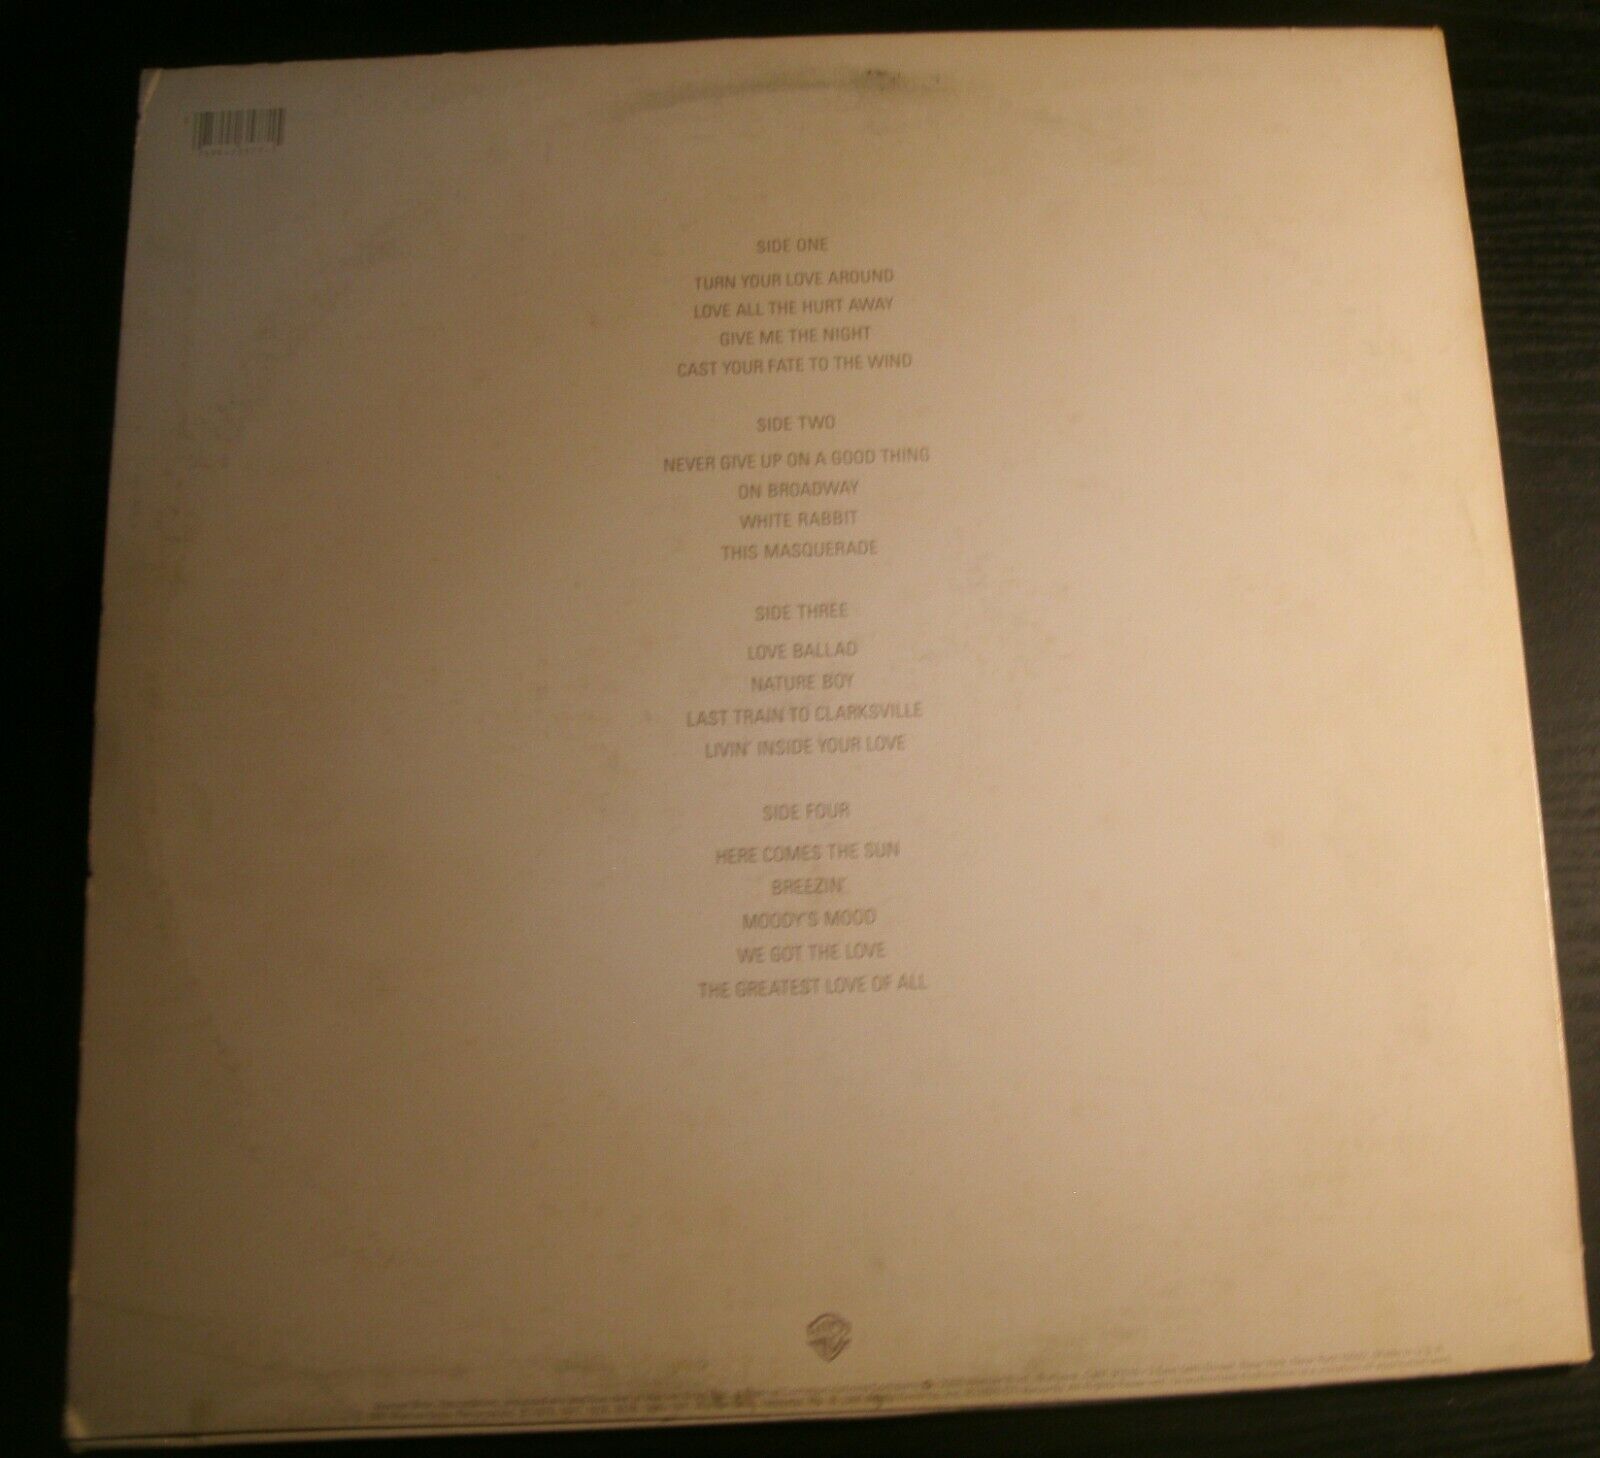 SIDE ONE
TURN YOUR LOVE AROUND
LOVE ALL THE HURT AWAY
GIVE ME THE NIGHT
CAST YOUR FATE TO THE WIND
SIDE TWO
NEVER GIVE UP ON A GOOD THING
ON BROADWAY
WHITE RABBIT
THIS MASQUERADE
SIDE THREE
LOVE BALLAD
NATURE BOY
LAST TRAIN TO CLARKSVILLE
LIVIN' INSIDE YOUR LOVE
SIDE FOUR
HERE COMES THE SUN
BREEZIN'
MOODY'S MOOD
WE GOT THE LOVE
THE GREATEST LOVE OF ALL